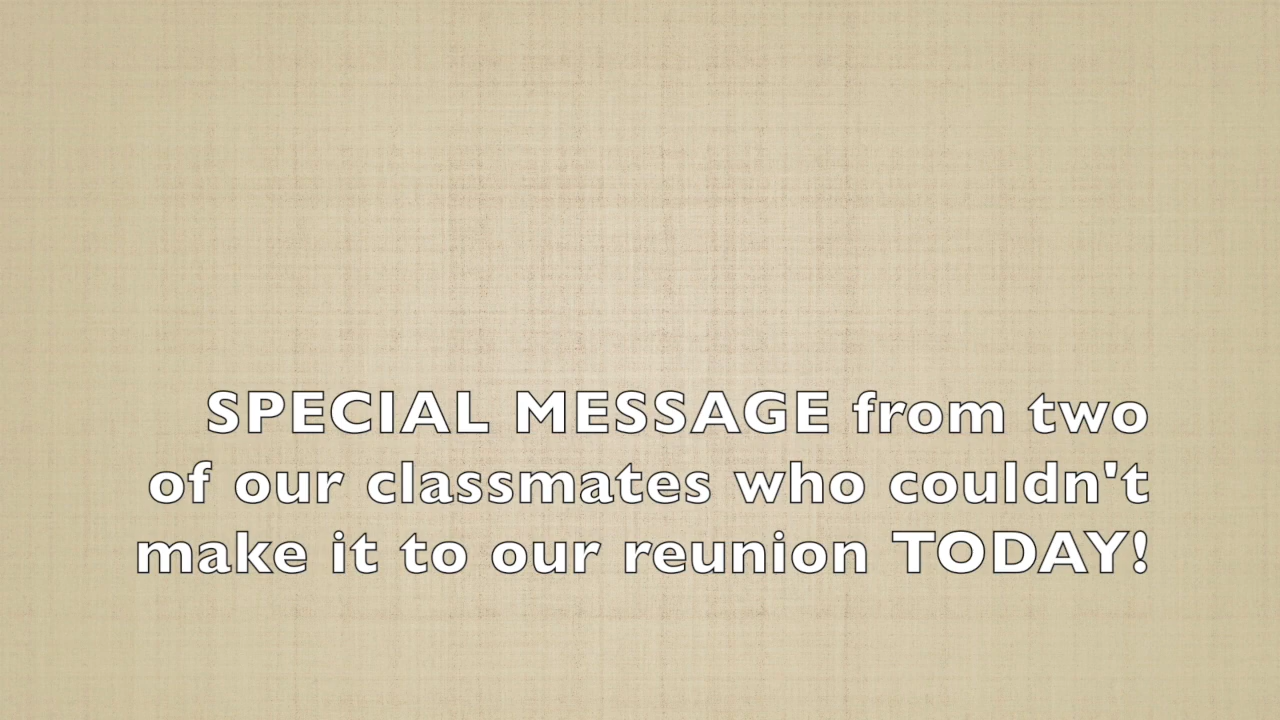 SPECIAL MESSAGE from two
of our classmates who couldn't
make it to our reunion TODAY!